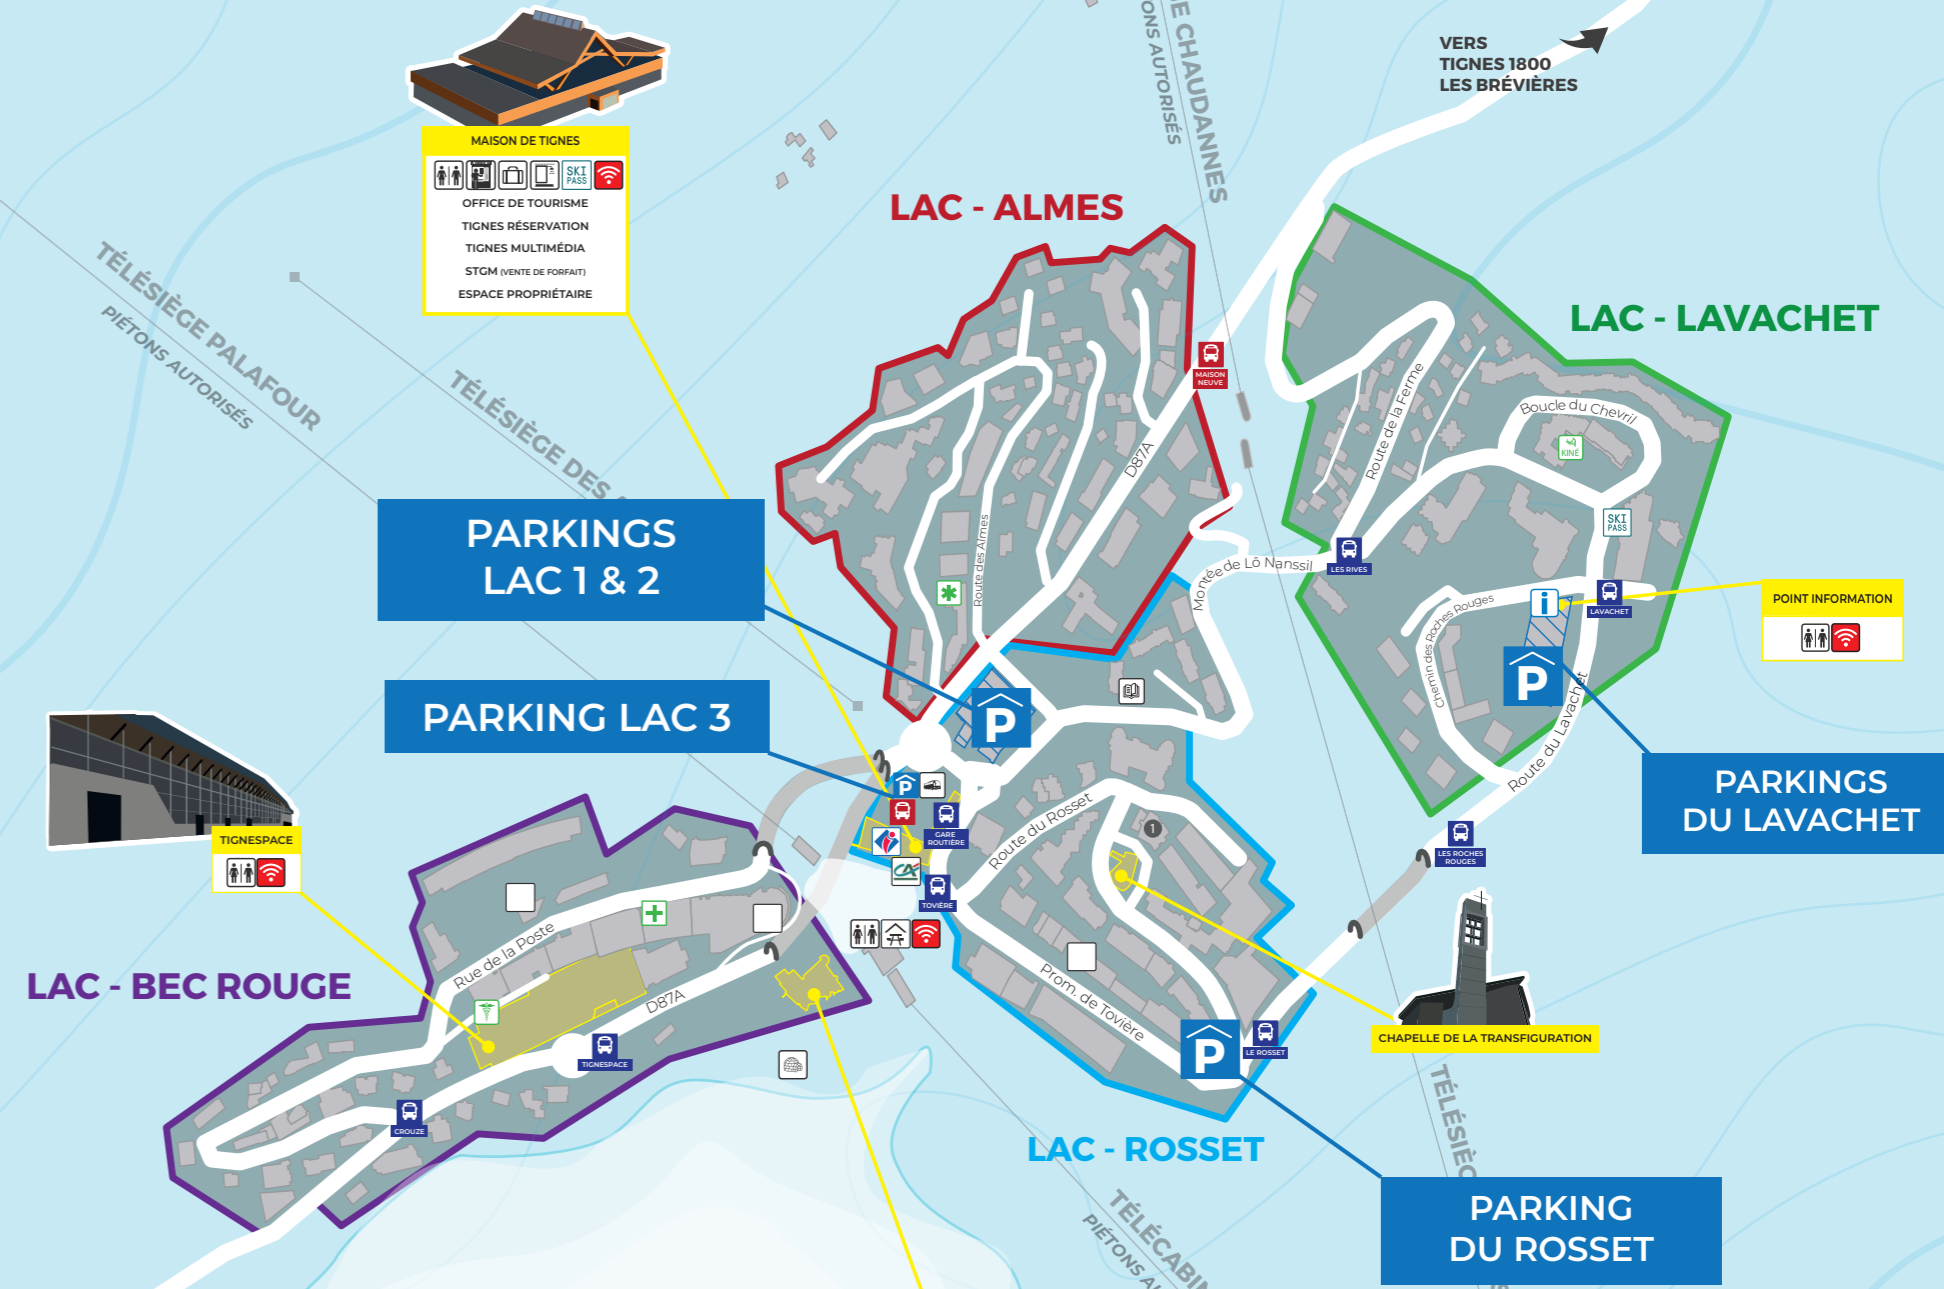 VERS
TIGNES 1800
LES BRÉVIÈRES
MAISON DE TIGNES
SKI
PASS
OFFICE DE TOURISME
TIGNES RÉSERVATION
TIGNES MULTIMÉDIA
STGM (VENTE DE FORFAIT)
ESPACE PROPRIÉTAIRE
CHAUDANNES
AUTORISÉS
LAC - ALMES
TÉLÉSIÈGE PALAFOUR
PIÉTONS AUTORISÉS
TÉLÉSIÈGE DES
LAC - LAVACHET
MAISON
NEUVE
D87A
Route de la Ferme
Boucle du Chevril
KINÉ
SKI
PASS
PARKINGS
LAC 1 & 2
Route des Almes
Montée de Lô Nanssil
LES RIVES
LAVACHET
i
Chemin des Roches Rouges
POINT INFORMATION
P
P
Route du Lavachet
PARKING LAC 3
PARKINGS
DU LAVACHET
P
GARE
ROUTIÈRE
CA
TOVIÈRE
Route du Rosset
1
LES ROCHES
ROUGES
TIGNESPACE
Rue de la Poste
D87A
LAC - BEC ROUGE
TIGNESPACE
CROUZE
Prom. de Tovière
P
LE ROSSET
CHAPELLE DE LA TRANSFIGURATION
LAC - ROSSET
PARKING
DU ROSSET